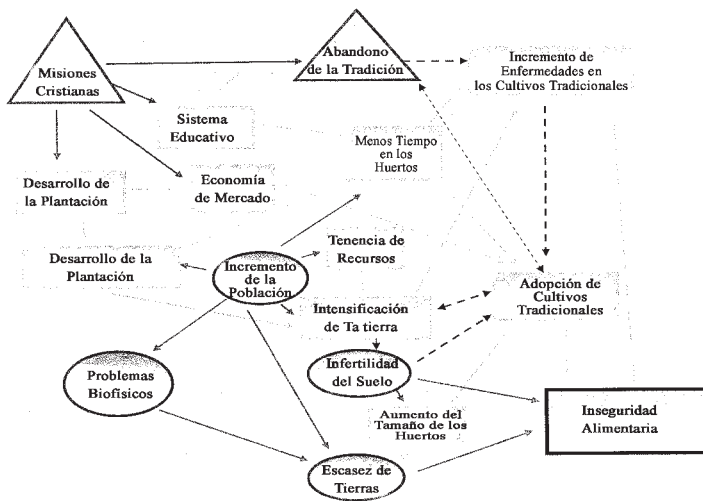 Misiones
Cristianas
Abandono
de la Tradición
Incremento de
Enfermedades en
los Cultivos Tradicionales
Sistema
Educativo
Menos Tiempo
en los
Huertos
Desarrollo de
la Plantación
Economía
de Mercado
Desarrollo de la
Plantación
Incremento
de la
Población
Tenencia de
Recursos
Adopción de
Cultivos
Tradicionales
Intensificación
de Ta tierra
Problemas
Biofísicos
Infertilidad
del Suelo
Aumento del
Tamaño de los
Huertos
Inseguridad
Alimentaria
Escasez de
Tierras